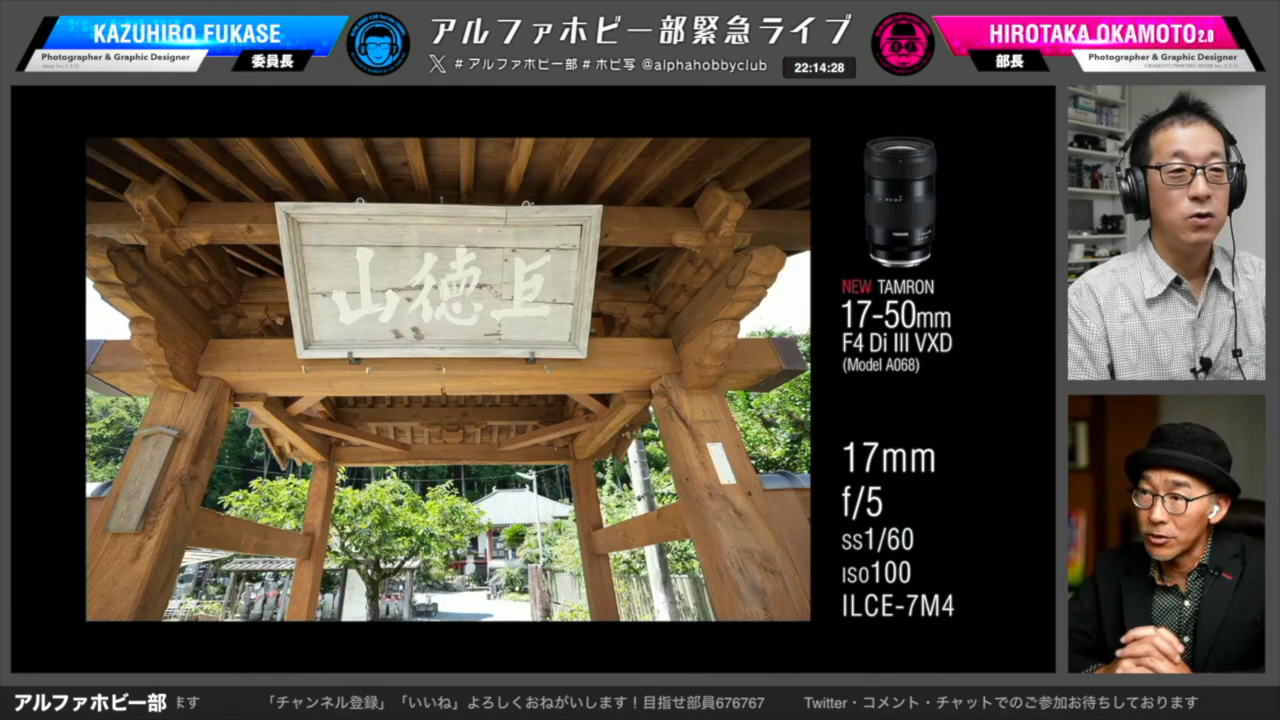 KAZUHIRO FUKASE
Photographer & Graphic Designer
委員長
アルファホビー部緊急ライブ
X #アルファホビー部 #ホビ写 @alphahobbyclub
22:14:28
HIROTAKA OKAMOTO2.0
部長
Photographer & Graphic Designer
山徳巨
TAMRON
NEW TAMRON
17-50mm
F4 Di III VXD
(Model A068)
17mm
f/5
SS1/60
ISO100
ILCE-7M4
アルファホビー部 ます 「チャンネル登録」「いいね」よろしくおねがいします!目指せ部員676767 Twitter・コメント・チャットでのご参加お待ちしております